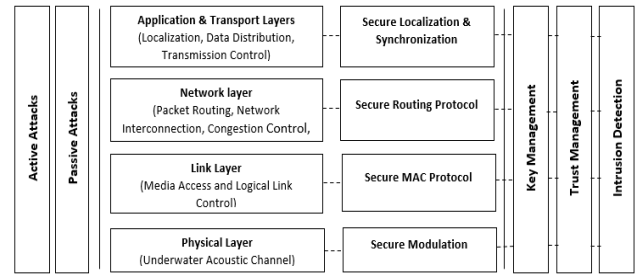 Active Attacks
Passive Attacks
Application & Transport Layers
(Localization, Data Distribution,
Transmission Control)
Secure Localization &
Synchronization
Network layer
(Packet Routing, Network
Interconnection, Congestion Control,
Secure Routing Protocol
Link Layer
(Media Access and Logical Link
Control)
Secure MAC Protocol
Physical Layer
(Underwater Acoustic Channel)
Secure Modulation
Key Management
Trust Management
Intrusion Detection